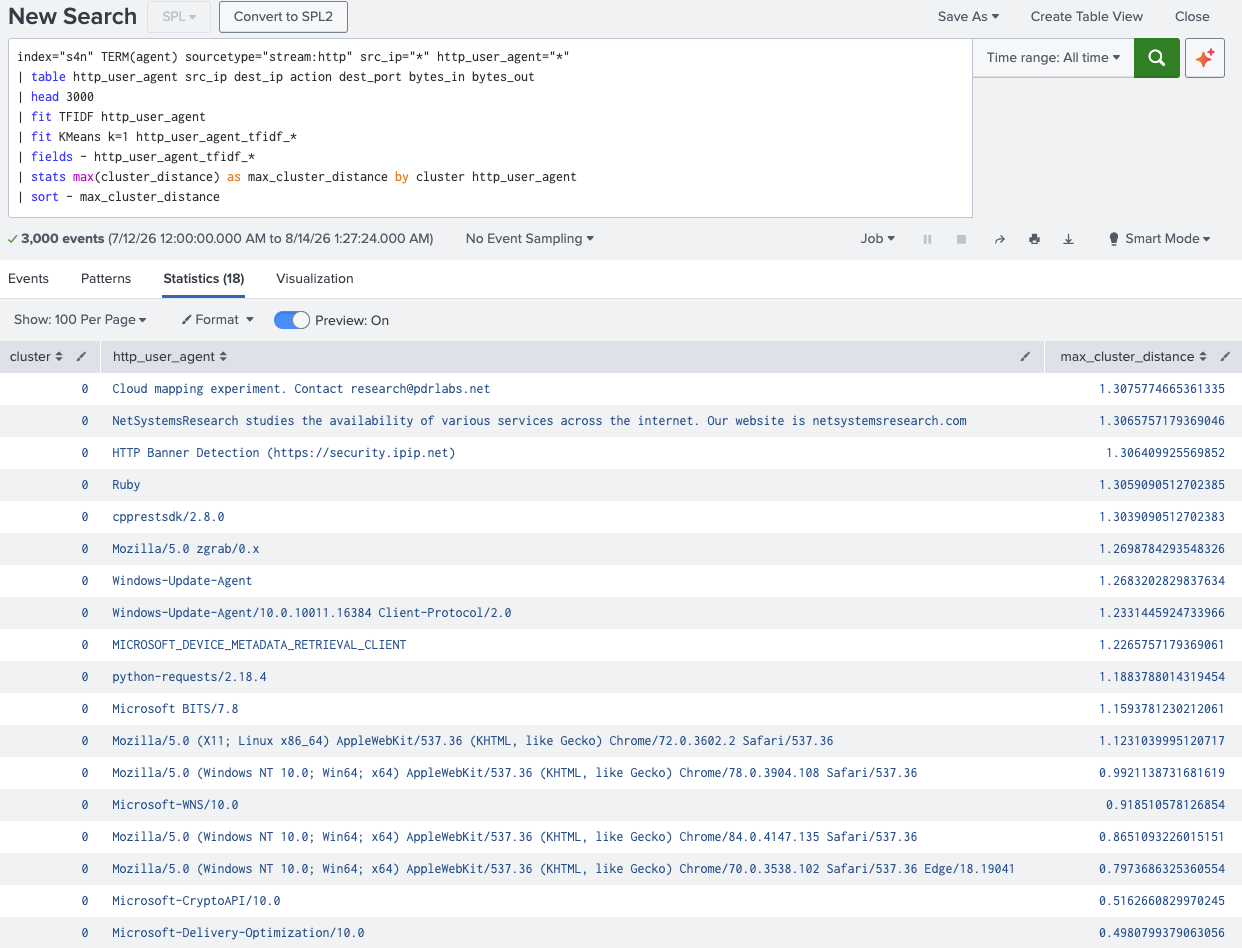 New Search
SPL
Convert to SPL2
Save As
Create Table View
Close
index="s4n" TERM(agent) sourcetype="stream:http" src_ip="*" http_user_agent="*"
| table http_user_agent src_ip dest_ip action dest_port bytes_in bytes_out
| head 3000
| fit TFIDF http_user_agent
| fit KMeans k=1 http_user_agent_tfidf_*
| fields - http_user_agent_tfidf_*
| stats max(cluster_distance) as max_cluster_distance by cluster http_user_agent
| sort - max_cluster_distance
Time range: All time
3,000 events (7/12/26 12:00:00.000 AM to 8/14/26 1:27:24.000 AM)
No Event Sampling
Job
Smart Mode
Events
Patterns
Statistics (18)
Visualization
Show: 100 Per Page
Format
Preview: On
cluster http_user_agent max_cluster_distance
0 Cloud mapping experiment. Contact research@pdrlabs.net 1.3075774665361335
0 NetSystemsResearch studies the availability of various services across the internet. Our website is netsystemsresearch.com 1.3065757179369046
0 HTTP Banner Detection (https://security.ipip.net) 1.306409925569852
0 Ruby 1.3059090512702385
0 cpprestsdk/2.8.0 1.3039090512702383
0 Mozilla/5.0 zgrab/0.x 1.2698784293548326
0 Windows-Update-Agent 1.2683202829837634
0 Windows-Update-Agent/10.0.10011.16384 Client-Protocol/2.0 1.2331445924733966
0 MICROSOFT_DEVICE_METADATA_RETRIEVAL_CLIENT 1.2265757179369061
0 python-requests/2.18.4 1.1883788014319454
0 Microsoft BITS/7.8 1.1593781230212061
0 Mozilla/5.0 (X11; Linux x86_64) AppleWebKit/537.36 (KHTML, like Gecko) Chrome/72.0.3602.2 Safari/537.36 1.1231039995120717
0 Mozilla/5.0 (Windows NT 10.0; Win64; x64) AppleWebKit/537.36 (KHTML, like Gecko) Chrome/78.0.3904.108 Safari/537.36 0.9921138731681619
0 Microsoft-WNS/10.0 0.918510578126854
0 Mozilla/5.0 (Windows NT 10.0; Win64; x64) AppleWebKit/537.36 (KHTML, like Gecko) Chrome/84.0.4147.135 Safari/537.36 0.8651093226015151
0 Mozilla/5.0 (Windows NT 10.0; Win64; x64) AppleWebKit/537.36 (KHTML, like Gecko) Chrome/70.0.3538.102 Safari/537.36 Edge/18.19041 0.7973686325360554
0 Microsoft-CryptoAPI/10.0 0.5162660829970245
0 Microsoft-Delivery-Optimization/10.0 0.4980799379063056